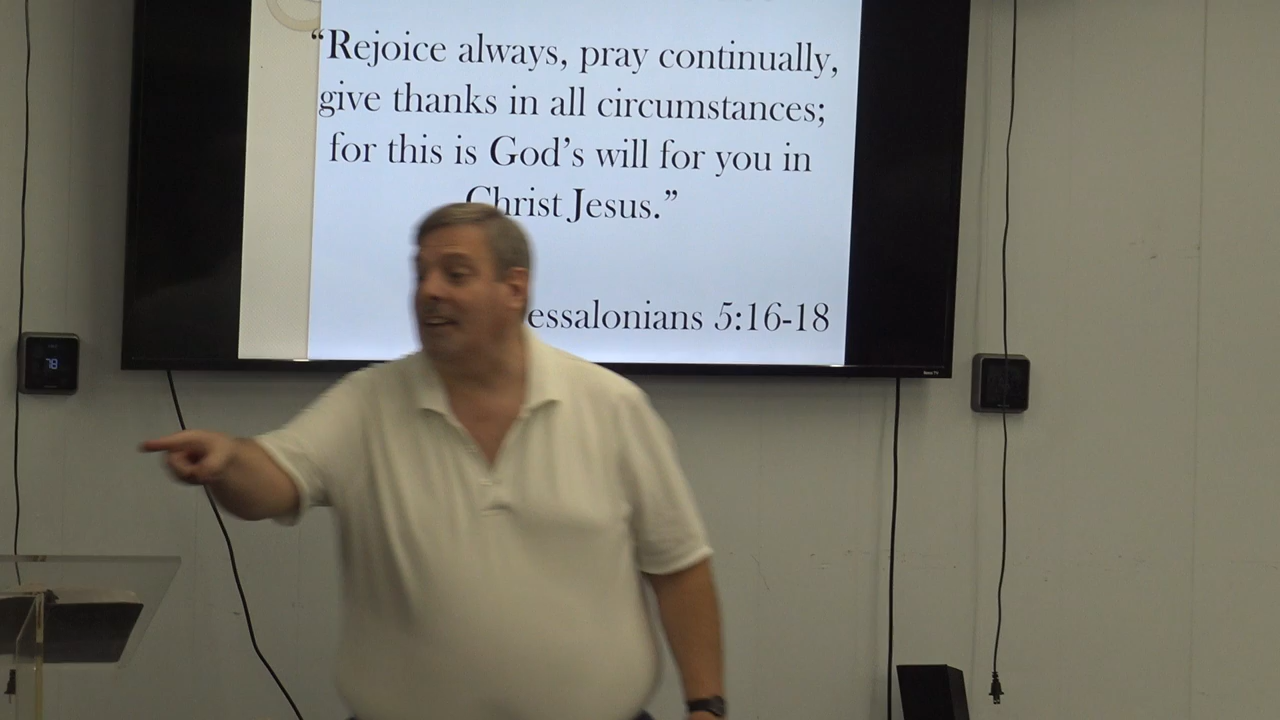 “Rejoice always, pray continually,
give thanks in all circumstances;
for this is God’s will for you in
Christ Jesus.”
essalonians 5:16-18
78